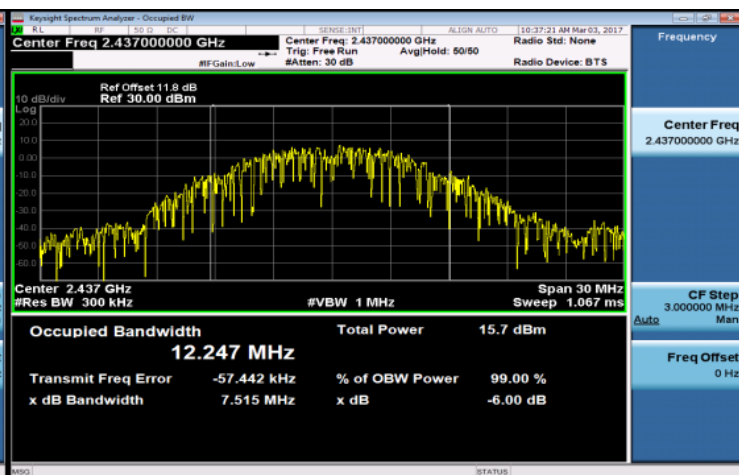 Keysight Spectrum Analyzer - Occupied BW
RL RF 50 Ω DC SENSE:INT ALIGN AUTO 10:37:21 AM Mar 03, 2017
Center Freq 2.437000000 GHz
Center Freq: 2.437000000 GHz
Radio Std: None
Frequency
Trig: Free Run Avg|Hold: 50/50
#IFGain:Low
#Atten: 30 dB
Radio Device: BTS
Ref Offset 11.8 dB
10 dB/div Ref 30.00 dBm
Log
20.0
10.0
0.00
-10.0
-20.0
-30.0
-40.0
-50.0
-60.0
Center Freq
2.437000000 GHz
Center 2.437 GHz
Span 30 MHz
#Res BW 300 kHz
#VBW 1 MHz
Sweep 1.067 ms
CF Step
3.000000 MHz
Auto Man
Occupied Bandwidth
12.247 MHz
Total Power 15.7 dBm
Transmit Freq Error -57.442 kHz
% of OBW Power 99.00 %
x dB Bandwidth 7.515 MHz
x dB -6.00 dB
Freq Offset
0 Hz
MSG
STATUS